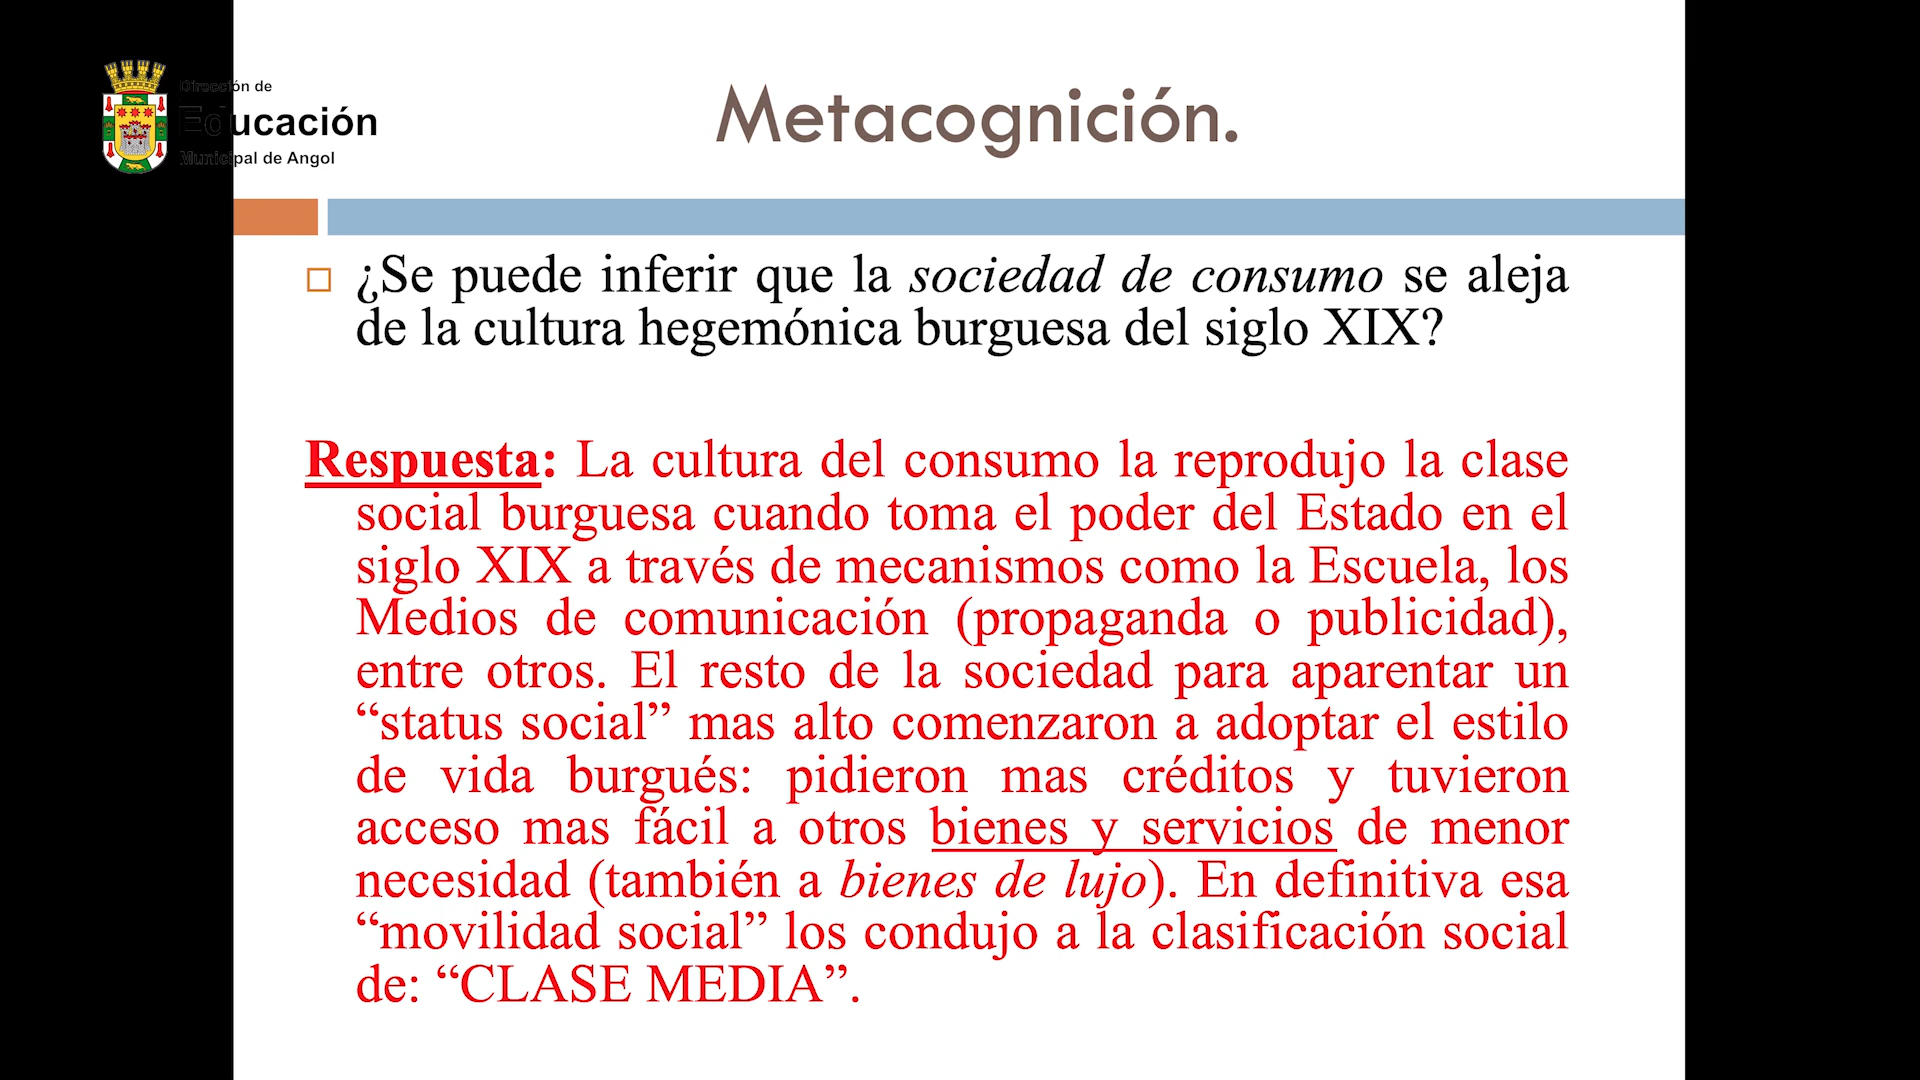 Dirección de
Educación
Municipal de Angol
Metacognición.
¿Se puede inferir que la sociedad de consumo se aleja
de la cultura hegemónica burguesa del siglo XIX?
Respuesta: La cultura del consumo la reprodujo la clase
social burguesa cuando toma el poder del Estado en el
siglo XIX a través de mecanismos como la Escuela, los
Medios de comunicación (propaganda o publicidad),
entre otros. El resto de la sociedad para aparentar un
“status social” mas alto comenzaron a adoptar el estilo
de vida burgués: pidieron mas créditos y tuvieron
acceso mas fácil a otros bienes y servicios de menor
necesidad (también a bienes de lujo). En definitiva esa
“movilidad social” los condujo a la clasificación social
de: “CLASE MEDIA”.